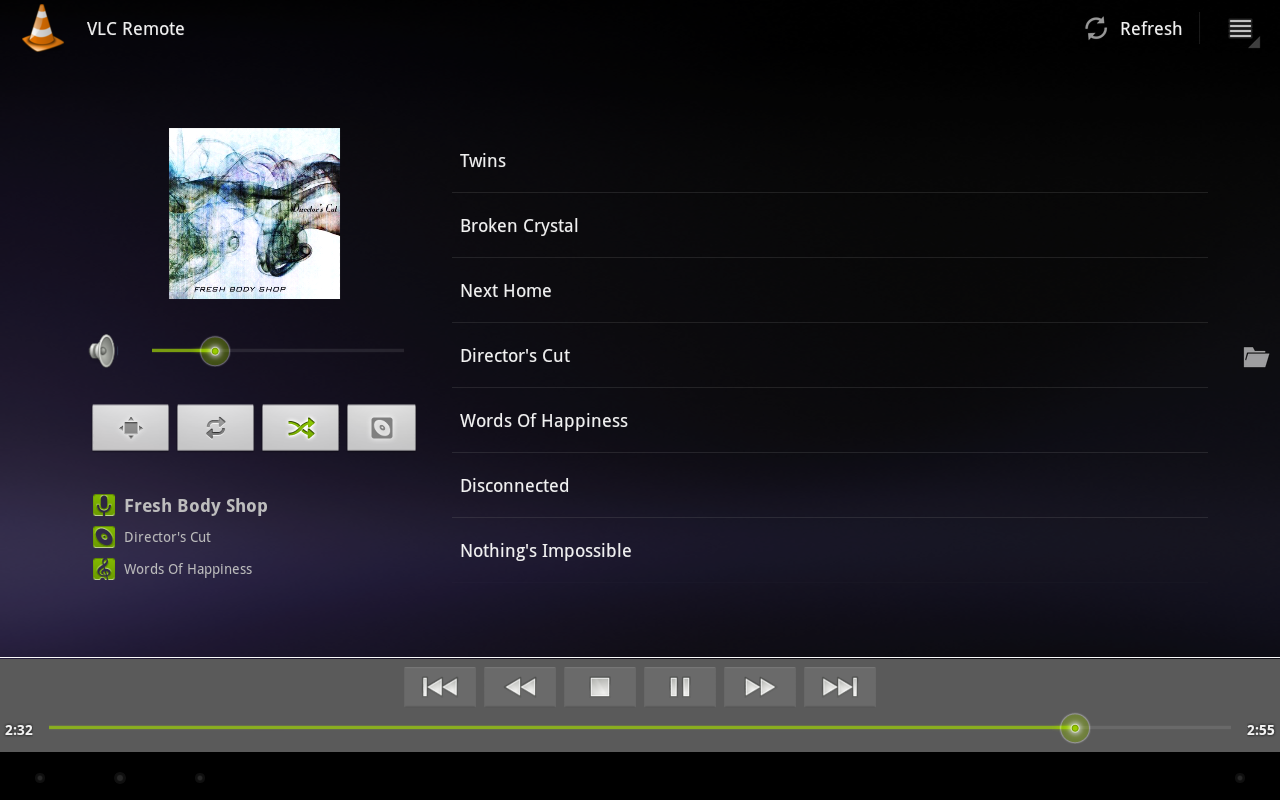 VLC Remote
Refresh
Director's Cut
FRESH BODY SHOP
Fresh Body Shop
Director's Cut
Words Of Happiness
Twins
Broken Crystal
Next Home
Director's Cut
Words Of Happiness
Disconnected
Nothing's Impossible
2:32
2:55